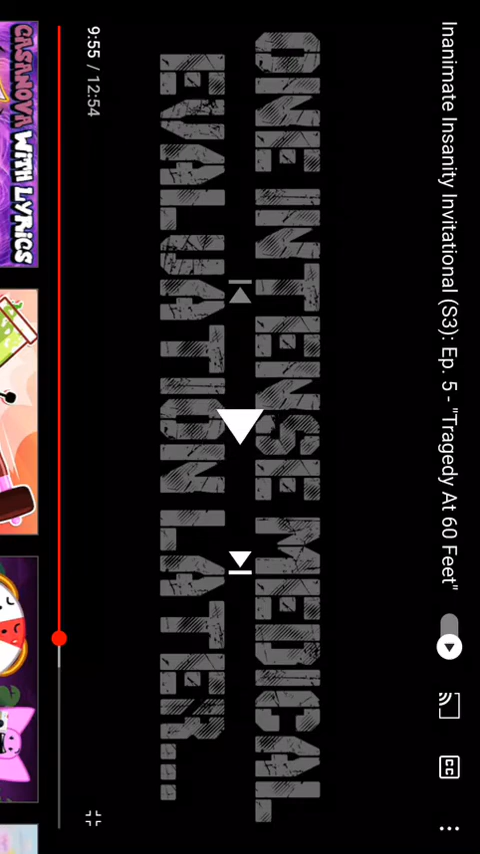 Inanimate Insanity Invitational (S3): Ep. 5 - "Tragedy At 60 Feet"
CC
ONE INTENSE MEDICAL
EVALUATION LATER...
9:55 / 12:54
CASANOVA WITH LYRICS